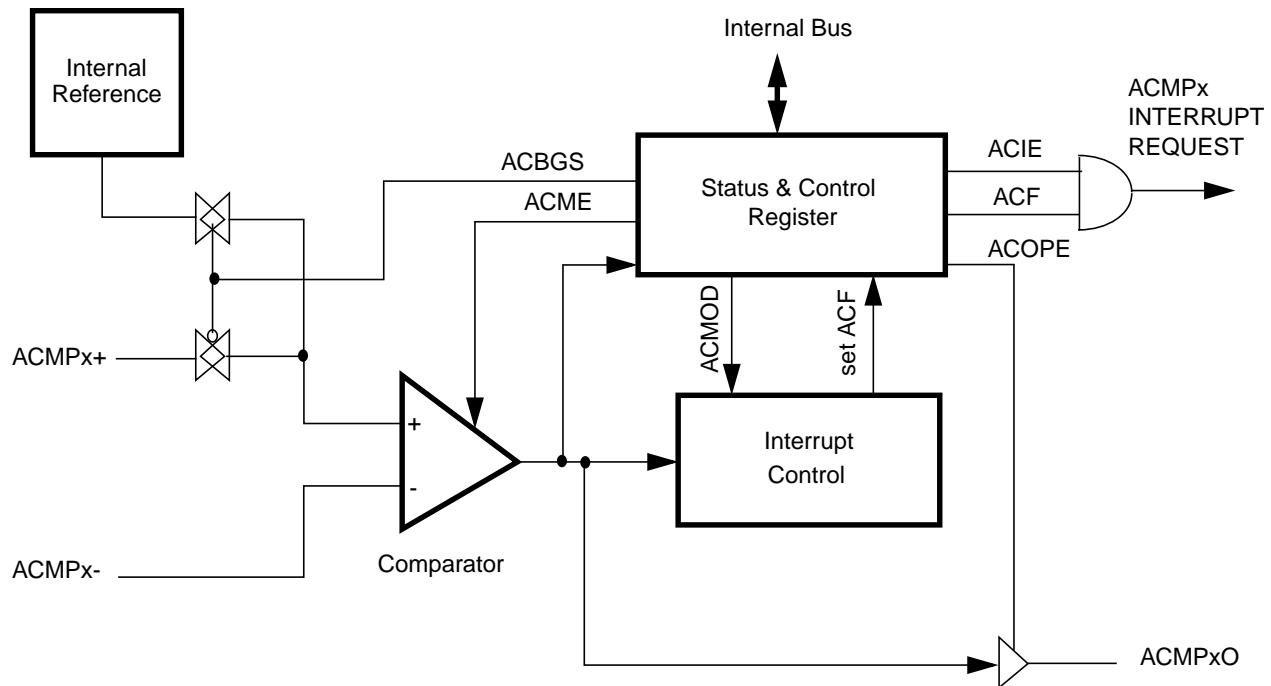 Internal Bus
Internal
Reference
ACMPx
INTERRUPT
REQUEST
ACBGS
ACME
Status & Control
Register
ACIE
ACF
ACOPE
ACMOD
set ACF
ACMPx+
+
-
Comparator
Interrupt
Control
ACMPx-
ACMPxO